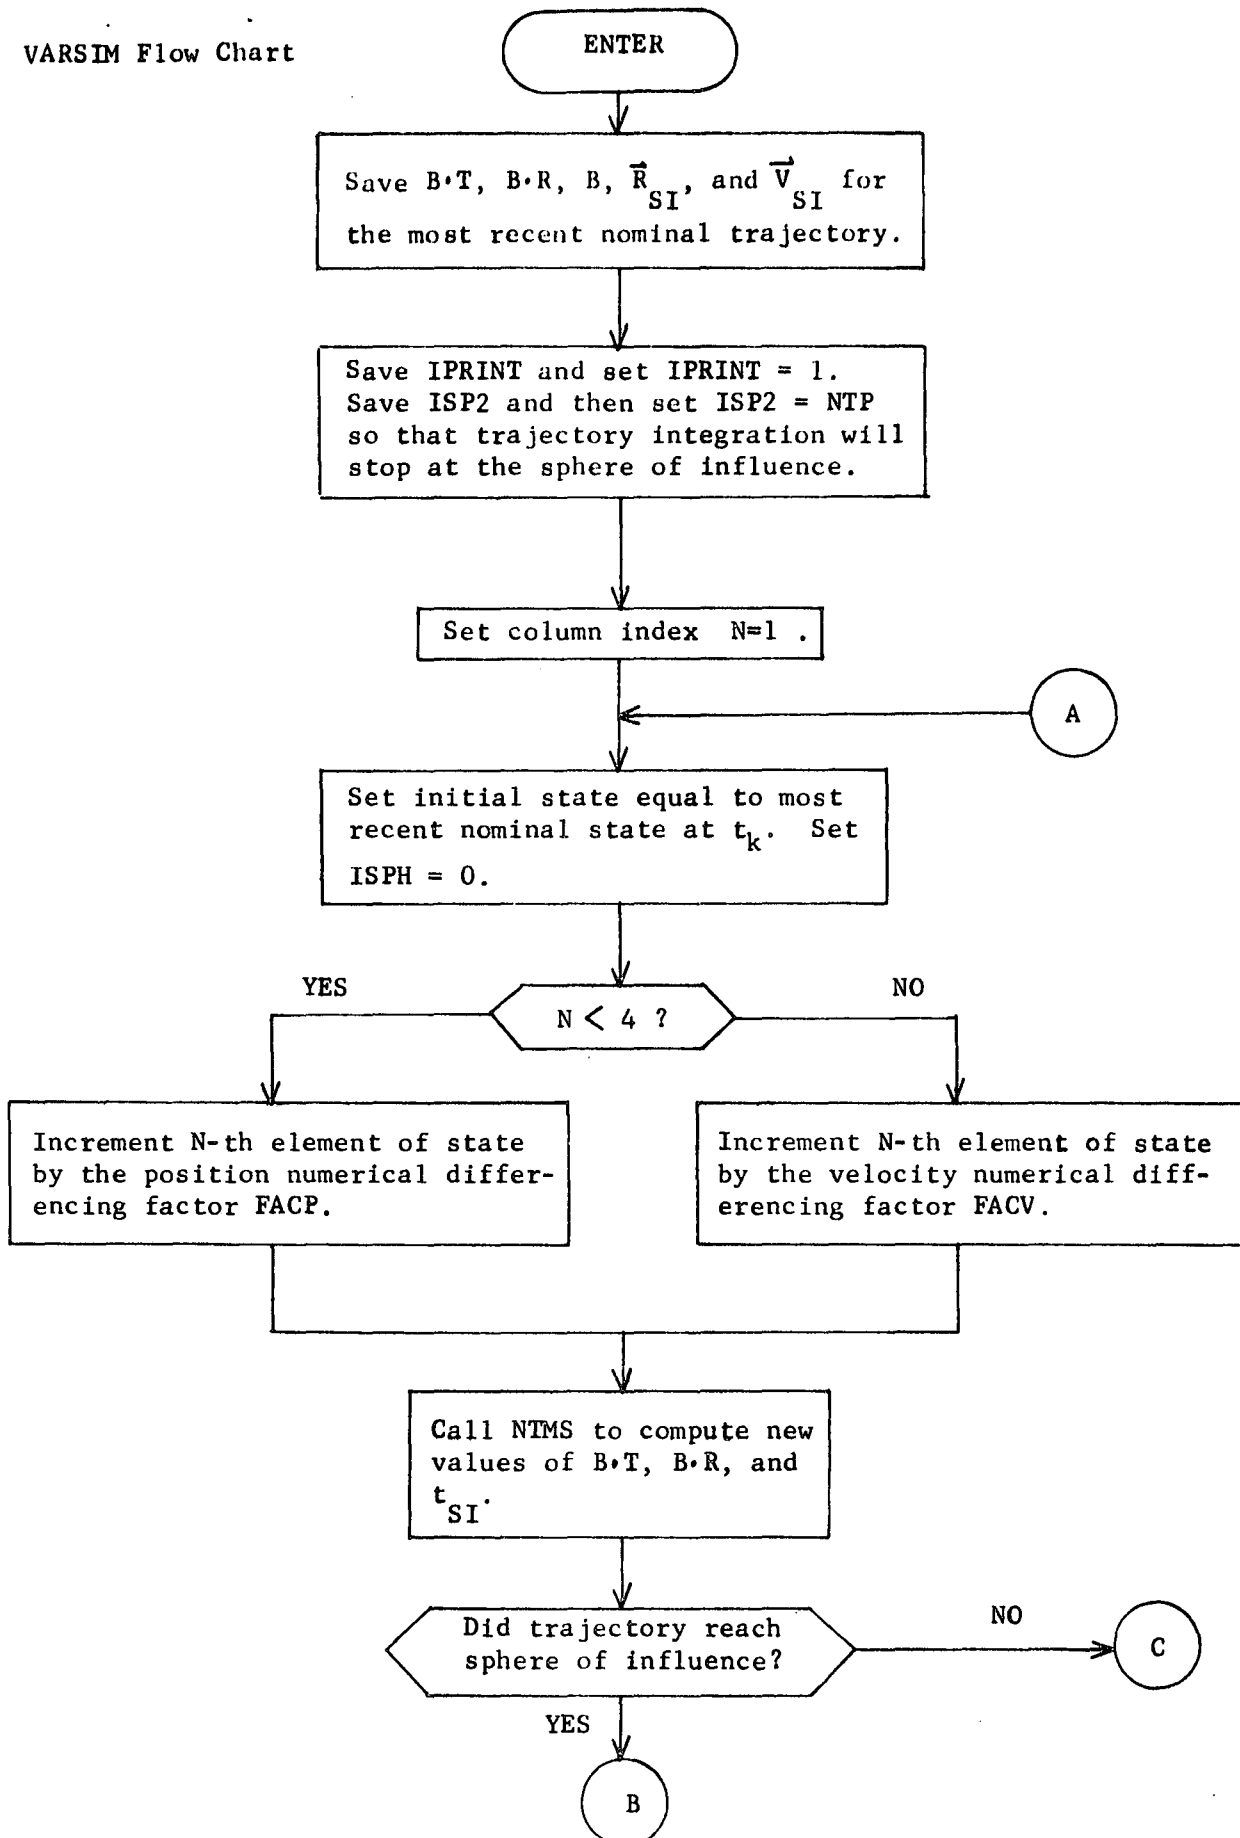 VARSIM Flow Chart
ENTER
Save B·T, B·R, B, R⃗_SI, and V⃗_SI for
the most recent nominal trajectory.
Save IPRINT and set IPRINT = 1.
Save ISP2 and then set ISP2 = NTP
so that trajectory integration will
stop at the sphere of influence.
Set column index N=1 .
A
Set initial state equal to most
recent nominal state at t_k. Set
ISPH = 0.
YES
N < 4 ?
NO
Increment N-th element of state
by the position numerical differ-
encing factor FACP.
Increment N-th element of state
by the velocity numerical diff-
erencing factor FACV.
Call NTMS to compute new
values of B·T, B·R, and
t_SI.
Did trajectory reach
sphere of influence?
NO
C
YES
B